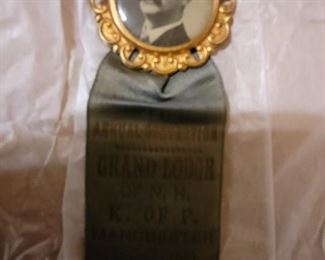 ANNUAL CONVENTION
GRAND LODGE
OF N. H.
K. OF P.
MANCHESTER